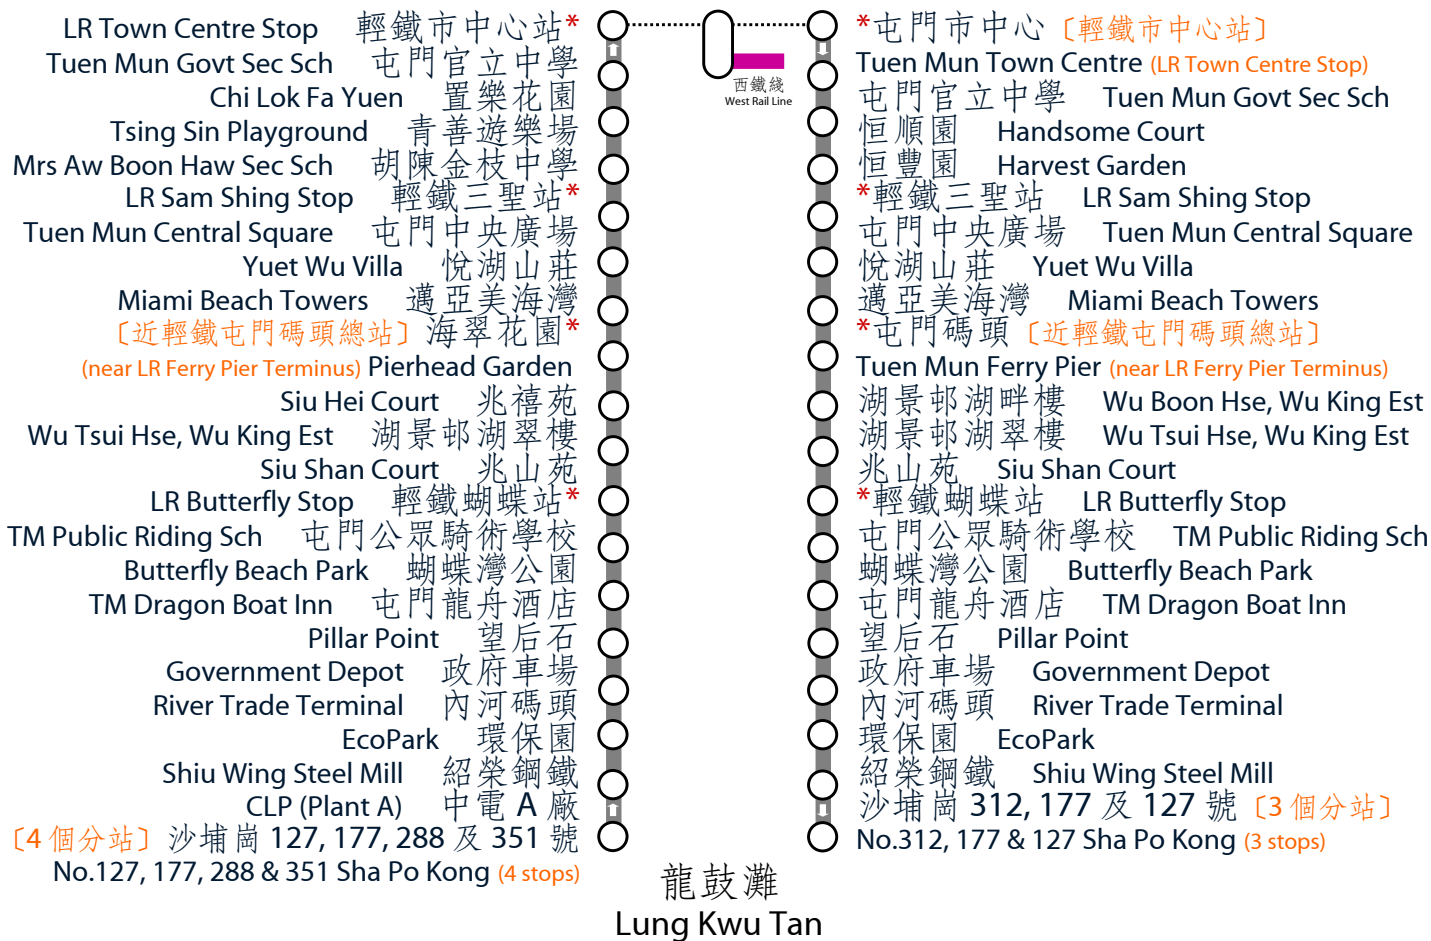 LR Town Centre Stop 輕鐵市中心站*
Tuen Mun Govt Sec Sch 屯門官立中學
Chi Lok Fa Yuen 置樂花園
Tsing Sin Playground 青善遊樂場
Mrs Aw Boon Haw Sec Sch 胡陳金枝中學
LR Sam Shing Stop 輕鐵三聖站*
Tuen Mun Central Square 屯門中央廣場
Yuet Wu Villa 悅湖山莊
Miami Beach Towers 邁亞美海灣
〔近輕鐵屯門碼頭總站〕海翠花園*
(near LR Ferry Pier Terminus) Pierhead Garden
Siu Hei Court 兆禧苑
Wu Tsui Hse, Wu King Est 湖景邨湖翠樓
Siu Shan Court 兆山苑
LR Butterfly Stop 輕鐵蝴蝶站*
TM Public Riding Sch 屯門公眾騎術學校
Butterfly Beach Park 蝴蝶灣公園
TM Dragon Boat Inn 屯門龍舟酒店
Pillar Point 望后石
Government Depot 政府車場
River Trade Terminal 內河碼頭
EcoPark 環保園
Shiu Wing Steel Mill 紹榮鋼鐵
CLP (Plant A) 中電 A 廠
〔4 個分站〕沙埔崗 127, 177, 288 及 351 號
No.127, 177, 288 & 351 Sha Po Kong (4 stops)
西鐵綫
West Rail Line
*屯門市中心〔輕鐵市中心站〕
Tuen Mun Town Centre (LR Town Centre Stop)
屯門官立中學 Tuen Mun Govt Sec Sch
恒順園 Handsome Court
恒豐園 Harvest Garden
*輕鐵三聖站 LR Sam Shing Stop
屯門中央廣場 Tuen Mun Central Square
悅湖山莊 Yuet Wu Villa
邁亞美海灣 Miami Beach Towers
*屯門碼頭〔近輕鐵屯門碼頭總站〕
Tuen Mun Ferry Pier (near LR Ferry Pier Terminus)
湖景邨湖畔樓 Wu Boon Hse, Wu King Est
湖景邨湖翠樓 Wu Tsui Hse, Wu King Est
兆山苑 Siu Shan Court
*輕鐵蝴蝶站 LR Butterfly Stop
屯門公眾騎術學校 TM Public Riding Sch
蝴蝶灣公園 Butterfly Beach Park
屯門龍舟酒店 TM Dragon Boat Inn
望后石 Pillar Point
政府車場 Government Depot
內河碼頭 River Trade Terminal
環保園 EcoPark
紹榮鋼鐵 Shiu Wing Steel Mill
沙埔崗 312, 177 及 127 號〔3 個分站〕
No.312, 177 & 127 Sha Po Kong (3 stops)
龍鼓灘
Lung Kwu Tan